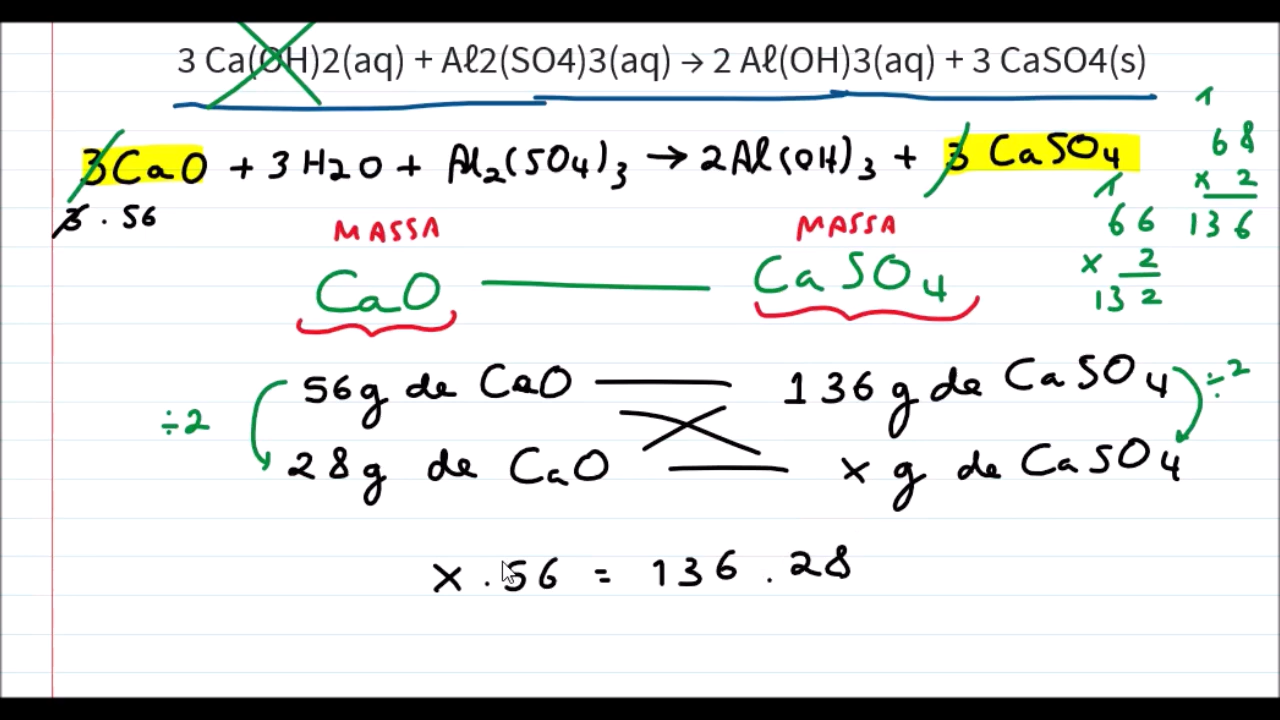 3 Ca(OH)2(aq) + Aℓ2(SO4)3(aq) → 2 Aℓ(OH)3(aq) + 3 CaSO4(s)
3CaO + 3H2O + Al2(SO4)3 → 2Al(OH)3 + 3 CaSO4
3 . 56
1
68
x 2
136
1
66
x 2
132
MASSA MASSA
CaO CaSO4
56g de CaO 136 g de CaSO4
÷2 ÷2
28g de CaO x g de CaSO4
x . 56 = 136 . 28